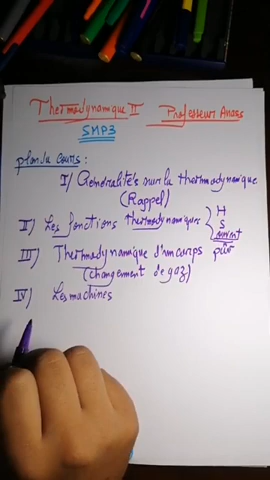 Thermodynamique II Professeur Anass
SMP3
plan du cours :
I) Généralités sur la thermodynamique
(Rappel)
II) Les fonctions thermodynamiques
H
S
III) Thermodynamique d'un corps pur
(changement de gaz)
IV) Les machines